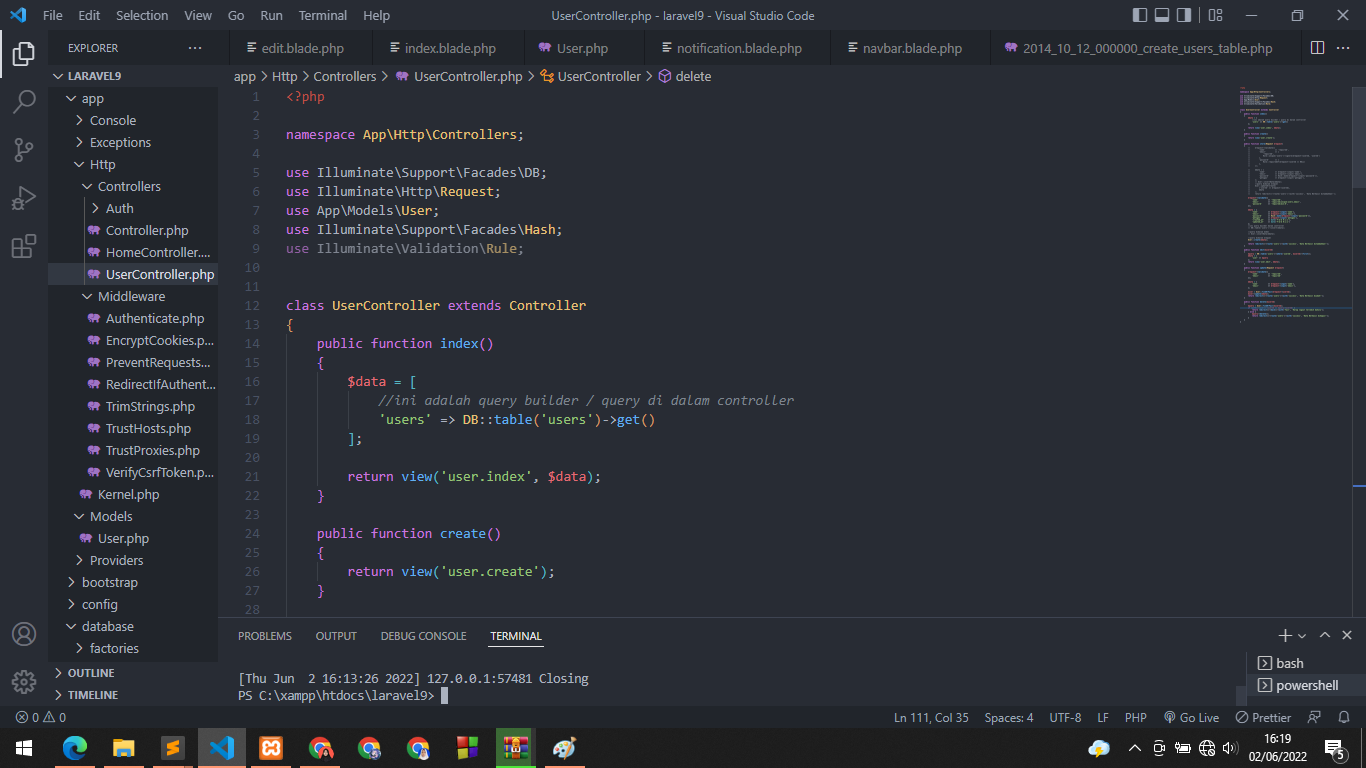 File Edit Selection View Go Run Terminal Help
UserController.php - laravel9 - Visual Studio Code
EXPLORER
edit.blade.php
index.blade.php
User.php
notification.blade.php
navbar.blade.php
2014_10_12_000000_create_users_table.php
LARAVEL9
app
Console
Exceptions
Http
Controllers
Auth
Controller.php
HomeController....
UserController.php
Middleware
Authenticate.php
EncryptCookies.p...
PreventRequests...
RedirectIfAuthent...
TrimStrings.php
TrustHosts.php
TrustProxies.php
VerifyCsrfToken.p...
Kernel.php
Models
User.php
Providers
bootstrap
config
database
factories
OUTLINE
TIMELINE
app > Http > Controllers > UserController.php > UserController > delete
1 <?php
2
3 namespace App\Http\Controllers;
4
5 use Illuminate\Support\Facades\DB;
6 use Illuminate\Http\Request;
7 use App\Models\User;
8 use Illuminate\Support\Facades\Hash;
9 use Illuminate\Validation\Rule;
10
11
12 class UserController extends Controller
13 {
14 public function index()
15 {
16 $data = [
17 //ini adalah query builder / query di dalam controller
18 'users' => DB::table('users')->get()
19 ];
20
21 return view('user.index', $data);
22 }
23
24 public function create()
25 {
26 return view('user.create');
27 }
28
PROBLEMS OUTPUT DEBUG CONSOLE TERMINAL
[Thu Jun  2 16:13:26 2022] 127.0.0.1:57481 Closing
PS C:\xampp\htdocs\laravel9>
bash
powershell
0 0
Ln 111, Col 35 Spaces: 4 UTF-8 LF PHP Go Live Prettier
16:19
02/06/2022
5